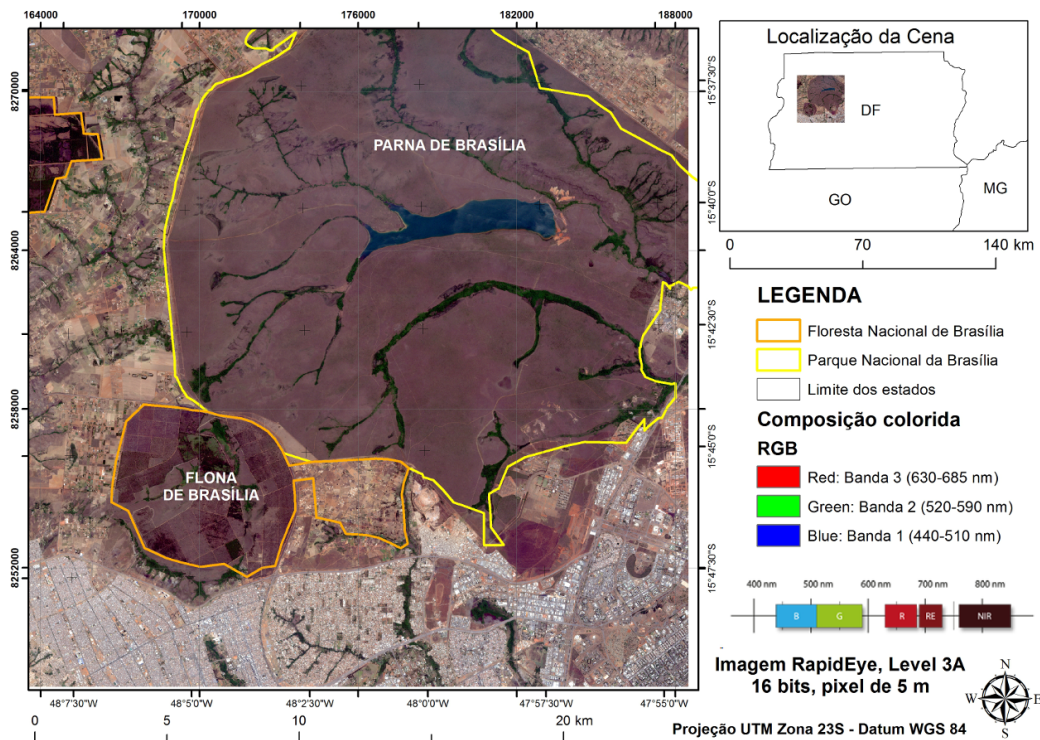 164000 170000 176000 182000 188000
8270000
8264000
8258000
8252000
PARNA DE BRASÍLIA
FLONA
DE BRASÍLIA
15°37'30"S
15°40'0"S
15°42'30"S
15°45'0"S
15°47'30"S
48°7'30"W 48°5'0"W 48°2'30"W 48°0'0"W 47°57'30"W 47°55'0"W
0 5 10 20 km
Localização da Cena
DF
GO
MG
0 70 140 km
LEGENDA
Floresta Nacional de Brasília
Parque Nacional da Brasília
Limite dos estados
Composição colorida
RGB
Red: Banda 3 (630-685 nm)
Green: Banda 2 (520-590 nm)
Blue: Banda 1 (440-510 nm)
400 nm 500 nm 600 nm 700 nm 800 nm
B G R RE NIR
Imagem RapidEye, Level 3A
16 bits, pixel de 5 m
N
W E
S
Projeção UTM Zona 23S - Datum WGS 84